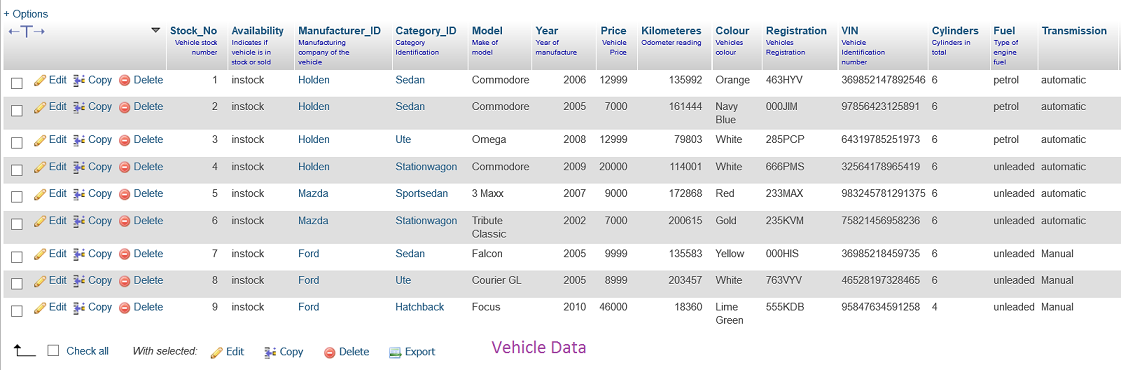 + Options
Stock_No Availability Manufacturer_ID Category_ID Model Year Price Kilometeres Colour Registration VIN Cylinders Fuel Transmission
Vehicle stock number Indicates if vehicle is in stock or sold Manufacturing company of the vehicle Category Identification Make of model Year of manufacture Vehicle Price Odometer reading Vehicles colour Vehicles Registration Vehicle Identification number Cylinders in total Type of engine fuel
Edit Copy Delete 1 instock Holden Sedan Commodore 2006 12999 135992 Orange 463HYV 369852147892546 6 petrol automatic
Edit Copy Delete 2 instock Holden Sedan Commodore 2005 7000 161444 Navy Blue 000JIM 97856423125891 6 petrol automatic
Edit Copy Delete 3 instock Holden Ute Omega 2008 12999 79803 White 285PCP 64319785251973 6 petrol automatic
Edit Copy Delete 4 instock Holden Stationwagon Commodore 2009 20000 114001 White 666PMS 32564178965419 6 unleaded automatic
Edit Copy Delete 5 instock Mazda Sportsedan 3 Maxx 2007 9000 172868 Red 233MAX 983245781291375 6 unleaded automatic
Edit Copy Delete 6 instock Mazda Stationwagon Tribute Classic 2002 7000 200615 Gold 235KVM 75821456958236 6 unleaded automatic
Edit Copy Delete 7 instock Ford Sedan Falcon 2005 9999 135583 Yellow 000HIS 36985218459735 6 unleaded Manual
Edit Copy Delete 8 instock Ford Ute Courier GL 2005 8999 203457 White 763VYV 46528197328465 6 unleaded Manual
Edit Copy Delete 9 instock Ford Hatchback Focus 2010 46000 18360 Lime Green 555KDB 95847634591258 4 unleaded Manual
Check all With selected: Edit Copy Delete Export Vehicle Data